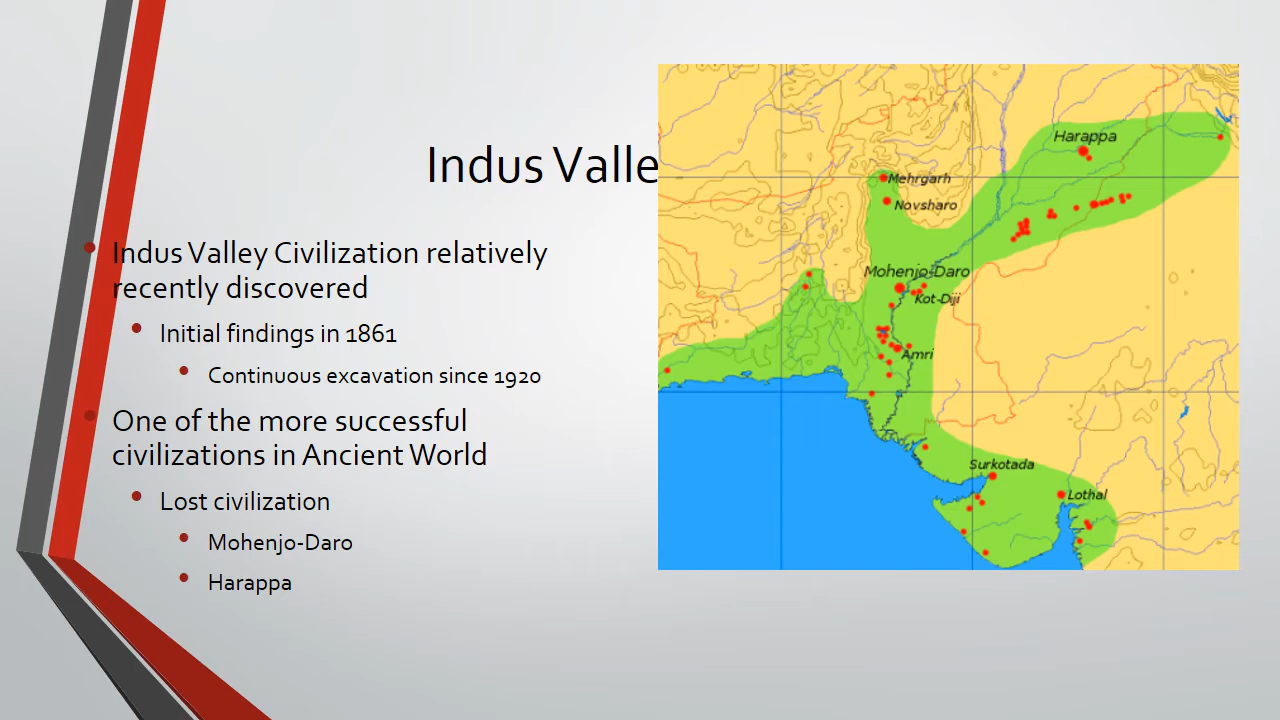 Indus Valle
Indus Valley Civilization relatively
recently discovered
Initial findings in 1861
Continuous excavation since 1920
One of the more successful
civilizations in Ancient World
Lost civilization
Mohenjo-Daro
Harappa
Harappa
Mehrgarh
Novsharo
Mohenjo-Daro
Kot-Diji
Amri
Surkotada
Lothal